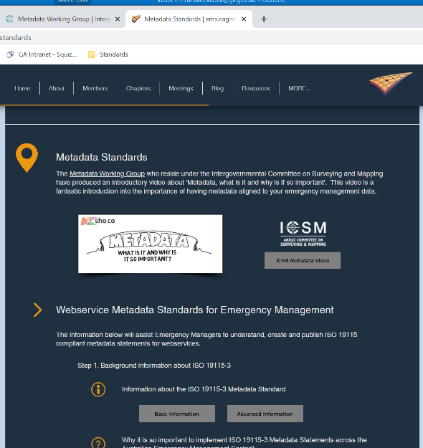 Metadata Working Group | Inter
Metadata Standards | emsinag
standards
GA Intranet - Squiz...
Standards
Home
About
Members
Chapters
Meetings
Blog
Resources
MORE...
Metadata Standards
The Metadata Working Group who reside under the Intergovernmental Committee on Surveying and Mapping
have produced an introductory video about 'Metadata, what is it and why is if so important'. This video is a
fantastic introduction into the importance of having metadata aligned to your emergency management data.
sho.co
METADATA
WHAT IS IT AND WHY IS
IT SO IMPORTANT?
ICSM
ANZLIC COMMITTEE ON
SURVEYING & MAPPING
ICSM Metadata Video
Webservice Metadata Standards for Emergency Management
The information below will assist Emergency Managers to understand, create and publish ISO 19115
compliant metadata statements for webservices.
Step 1. Background information about ISO 19115-3
Information about the ISO 19115-3 Metadata Standard
Basic Information
Advanced Information
Why it is so important to implement ISO 19115-3 Metadata Statements across the